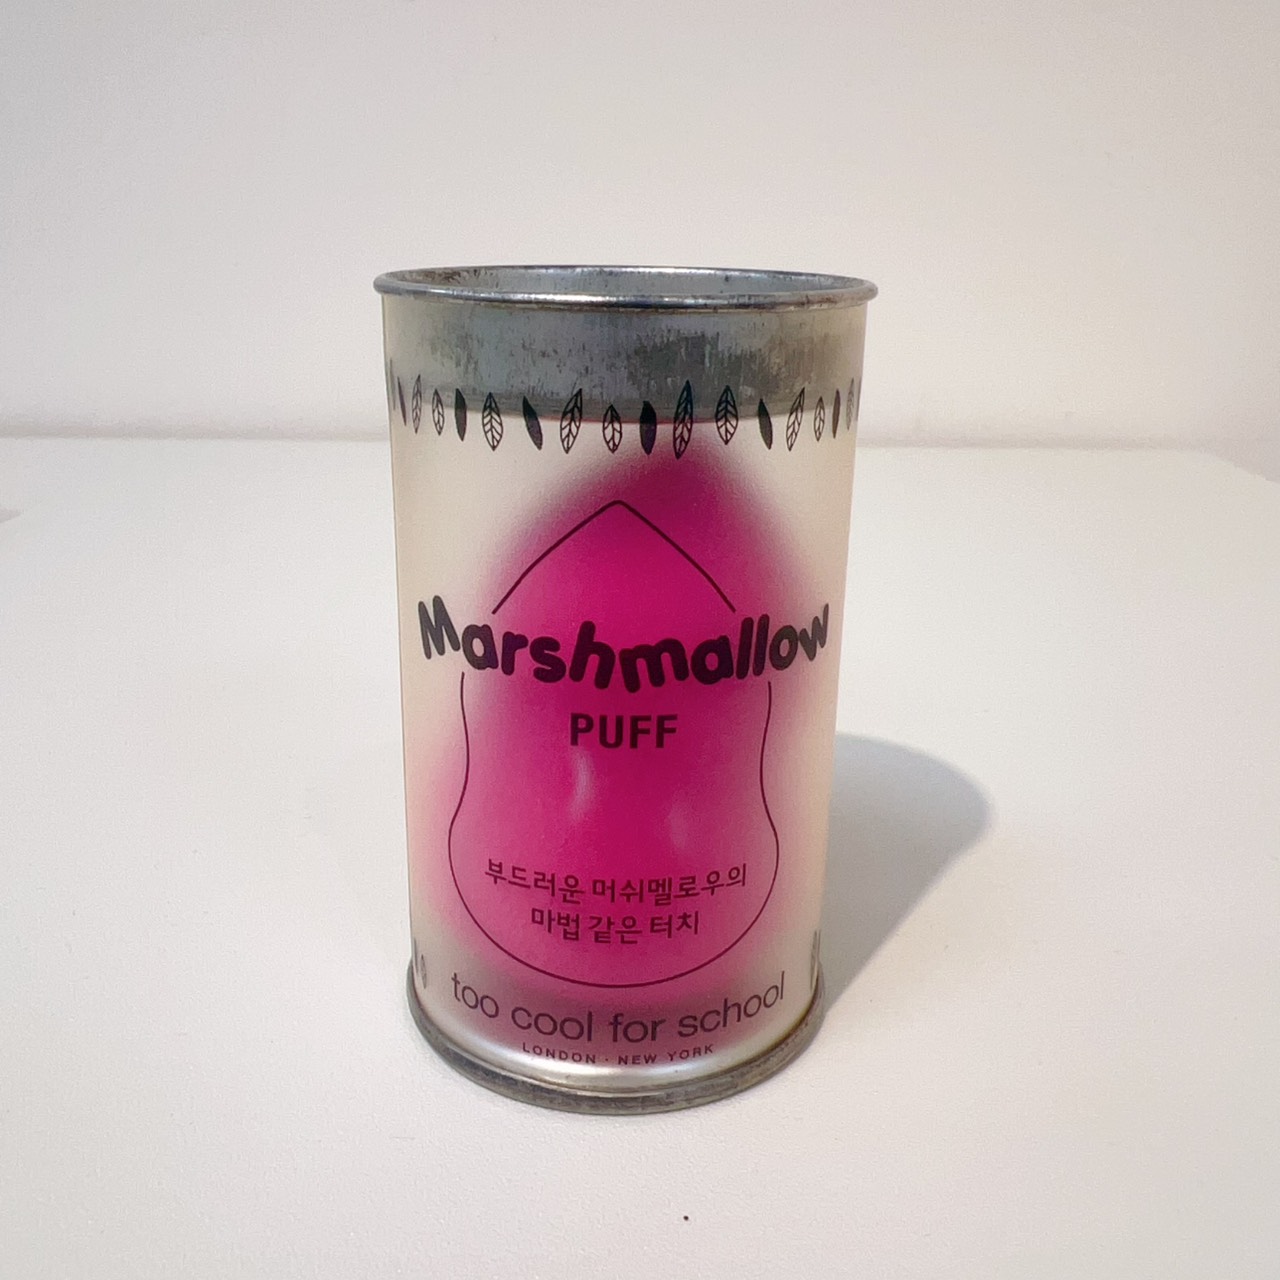 Marshmallow
PUFF
부드러운 머쉬멜로우의
마법 같은 터치
too cool for school
LONDON · NEW YORK